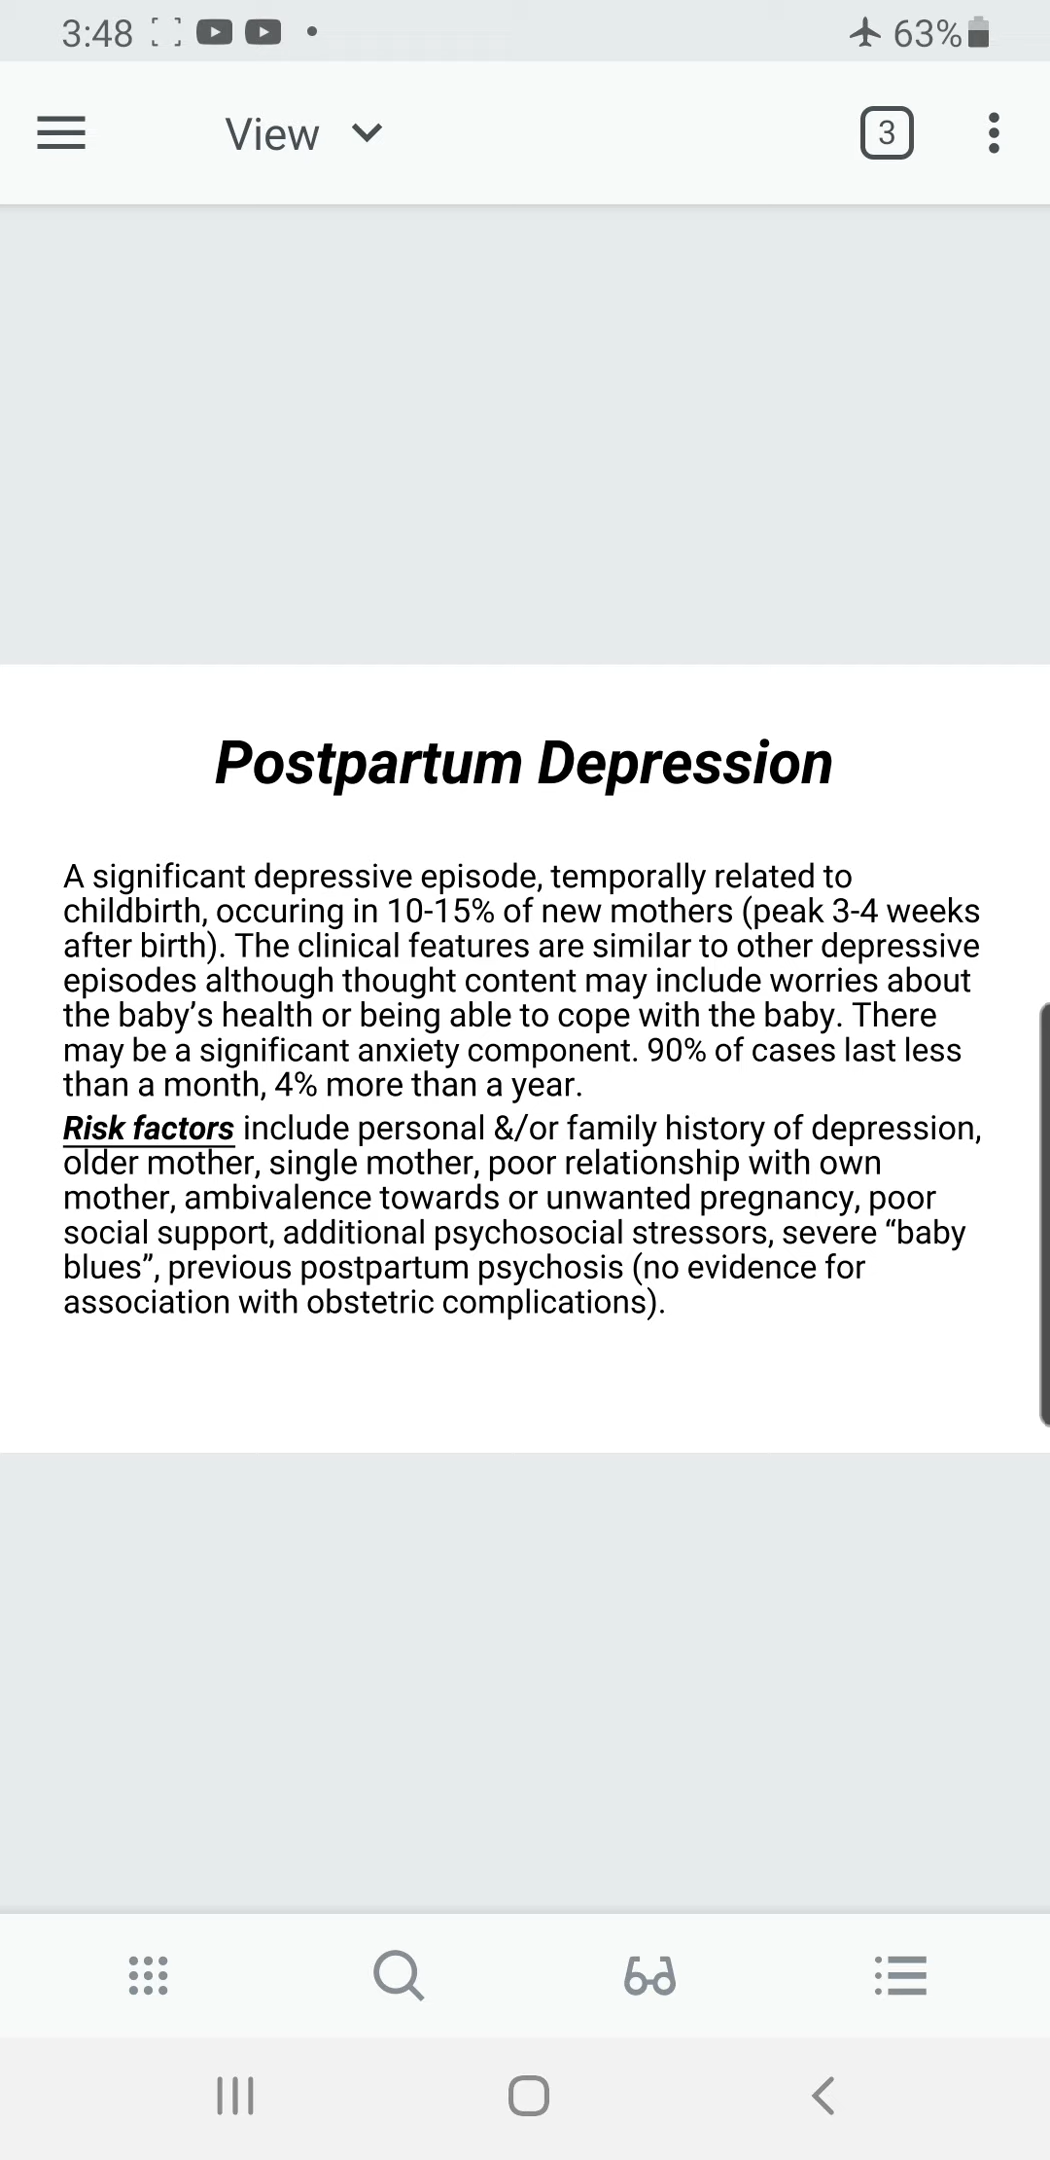 3:48
63%
View
3
Postpartum Depression
A significant depressive episode, temporally related to
childbirth, occuring in 10-15% of new mothers (peak 3-4 weeks
after birth). The clinical features are similar to other depressive
episodes although thought content may include worries about
the baby’s health or being able to cope with the baby. There
may be a significant anxiety component. 90% of cases last less
than a month, 4% more than a year.
Risk factors include personal &/or family history of depression,
older mother, single mother, poor relationship with own
mother, ambivalence towards or unwanted pregnancy, poor
social support, additional psychosocial stressors, severe “baby
blues”, previous postpartum psychosis (no evidence for
association with obstetric complications).